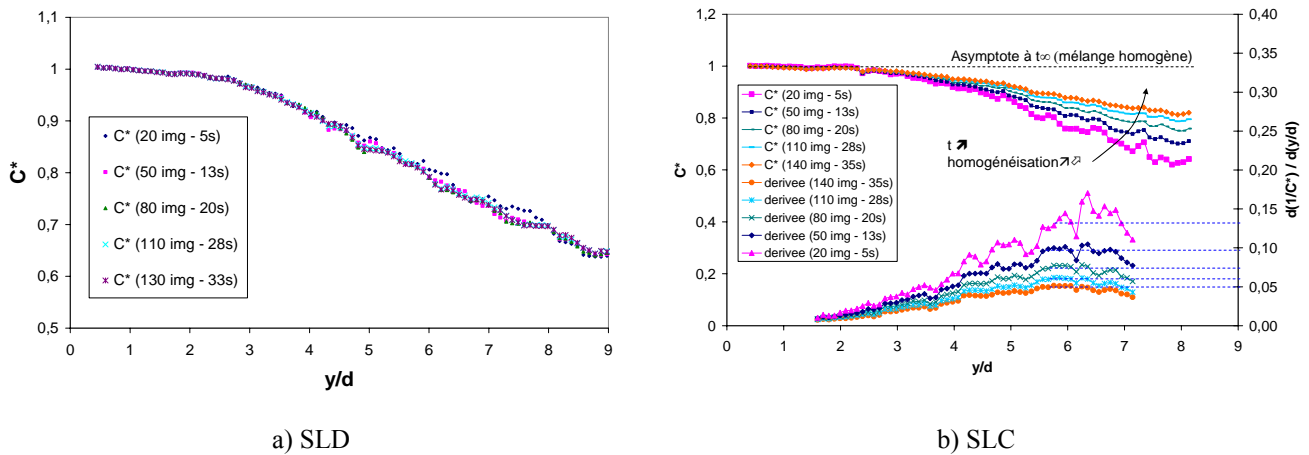 1,1
1
0,9
0,8
0,7
0,6
0,5
C*
C* (20 img - 5s)
C* (50 img - 13s)
C* (80 img - 20s)
C* (110 img - 28s)
C* (130 img - 33s)
0 1 2 3 4 5 6 7 8 9
y/d
a) SLD
1,2
1
0,8
0,6
0,4
0,2
0
C*
C* (20 img - 5s)
C* (50 img - 13s)
C* (80 img - 20s)
C* (110 img - 28s)
C* (140 img - 35s)
derivee (140 img - 35s)
derivee (110 img - 28s)
derivee (80 img - 20s)
derivee (50 img - 13s)
derivee (20 img - 5s)
Asymptote à t∞ (mélange homogène)
t ↗
homogénéisation ↗
0,40
0,35
0,30
0,25
0,20
0,15
0,10
0,05
0,00
d(1/C*) / d(y/d)
0 1 2 3 4 5 6 7 8 9
y/d
b) SLC